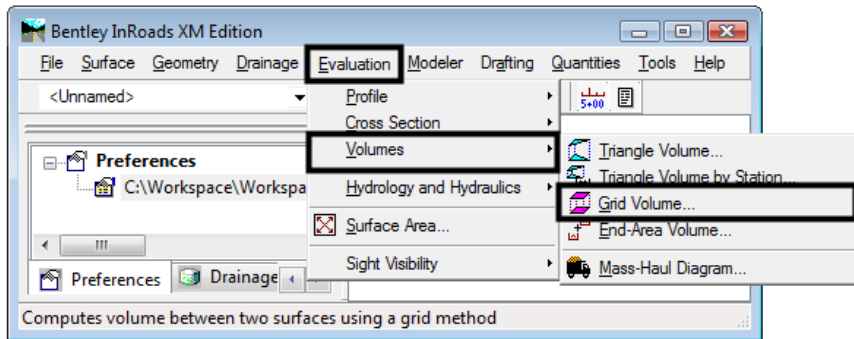 Bentley InRoads XM Edition
File Surface Geometry Drainage Evaluation Modeler Drafting Quantities Tools Help
<Unnamed>
Profile
5+00
Cross Section
Preferences
Volumes
Triangle Volume...
C:\Workspace\Workspa
Hydrology and Hydraulics
Triangle Volume by Station...
Grid Volume...
Surface Area...
End-Area Volume...
Sight Visibility
Mass-Haul Diagram...
Preferences Drainage
Computes volume between two surfaces using a grid method